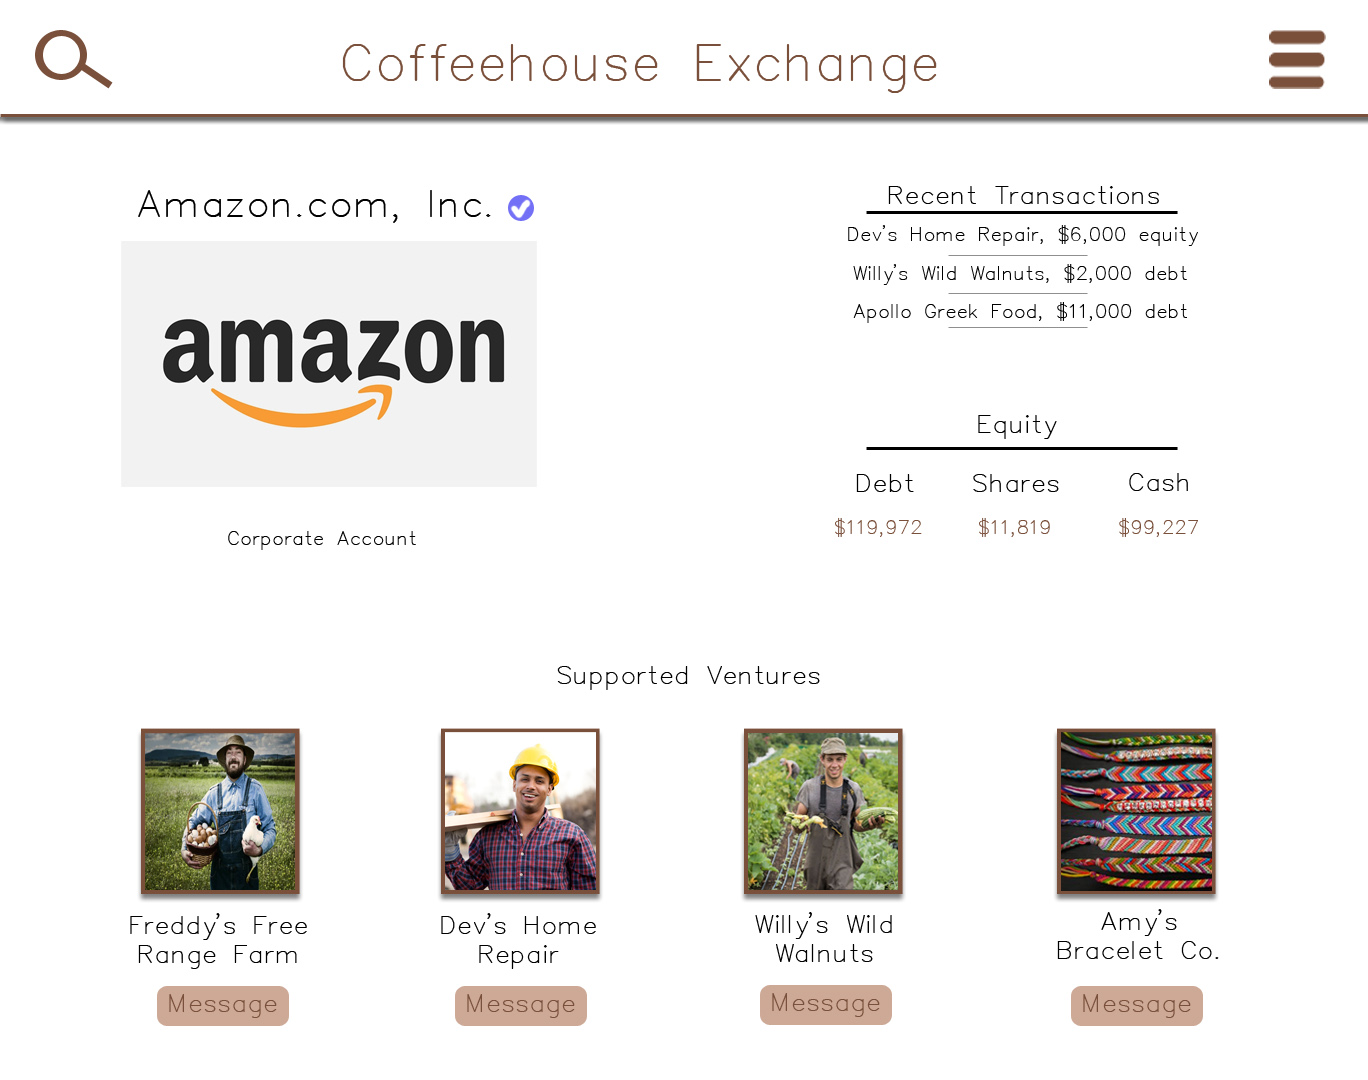 Coffeehouse Exchange
Amazon.com, Inc.
amazon
Corporate Account
Recent Transactions
Dev's Home Repair, $6,000 equity
Willy's Wild Walnuts, $2,000 debt
Apollo Greek Food, $11,000 debt
Equity
Debt Shares Cash
$119,972 $11,819 $99,227
Supported Ventures
Freddy's Free
Range Farm
Message
Dev's Home
Repair
Message
Willy's Wild
Walnuts
Message
Amy's
Bracelet Co.
Message